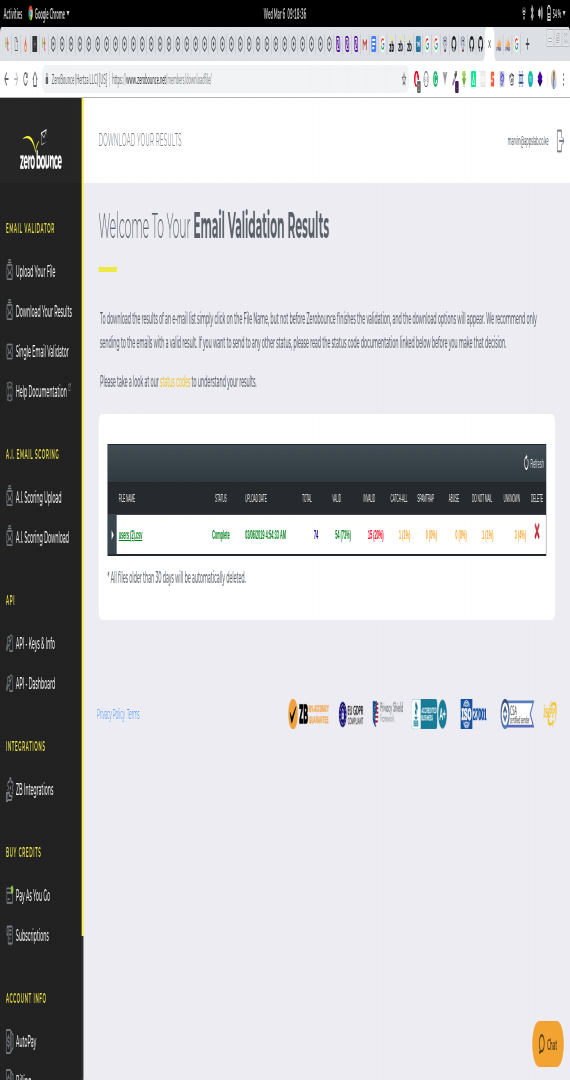 Activities
Google Chrome
Wed Mar 6 09:18:36
54%
ZeroBounce (Hertza LLC) [US] | https://www.zerobounce.net/members/downloadfile/
zerobounce
DOWNLOAD YOUR RESULTS
EMAIL VALIDATOR
Upload Your File
Download Your Results
Single Email Validator
Help Documentation
A.I. EMAIL SCORING
A.I. Scoring Upload
A.I. Scoring Download
API
API - Keys & Info
API - Dashboard
INTEGRATIONS
ZB Integrations
BUY CREDITS
Pay As You Go
Subscriptions
ACCOUNT INFO
AutoPay
Billing
Welcome To Your Email Validation Results
To download the results of an e-mail list simply click on the File Name, but not before Zerobounce finishes the validation, and the download options will appear. We recommend only
sending to the emails with a valid result. If you want to send to any other status, please read the status code documentation linked below before you make that decision.
Please take a look at our status codes to understand your results.
Refresh
FILE NAME STATUS UPLOAD DATE TOTAL VALID INVALID CATCH-ALL SPAMTRAP ABUSE DO NOT MAIL UNKNOWN DELETE
users (3).csv Complete 03/06/2019 4:54:33 AM 74 54 (73%) 15 (20%) 1 (1%) 0 (0%) 0 (0%) 1 (1%) 3 (4%)
* All files older than 30 days will be automatically deleted.
Privacy Policy Terms
ZB ACCURACY GUARANTEE
EU GDPR COMPLIANT
Privacy Shield Framework
BBB ACCREDITED BUSINESS A+
ISO 27001
CSA certified sender
Chat